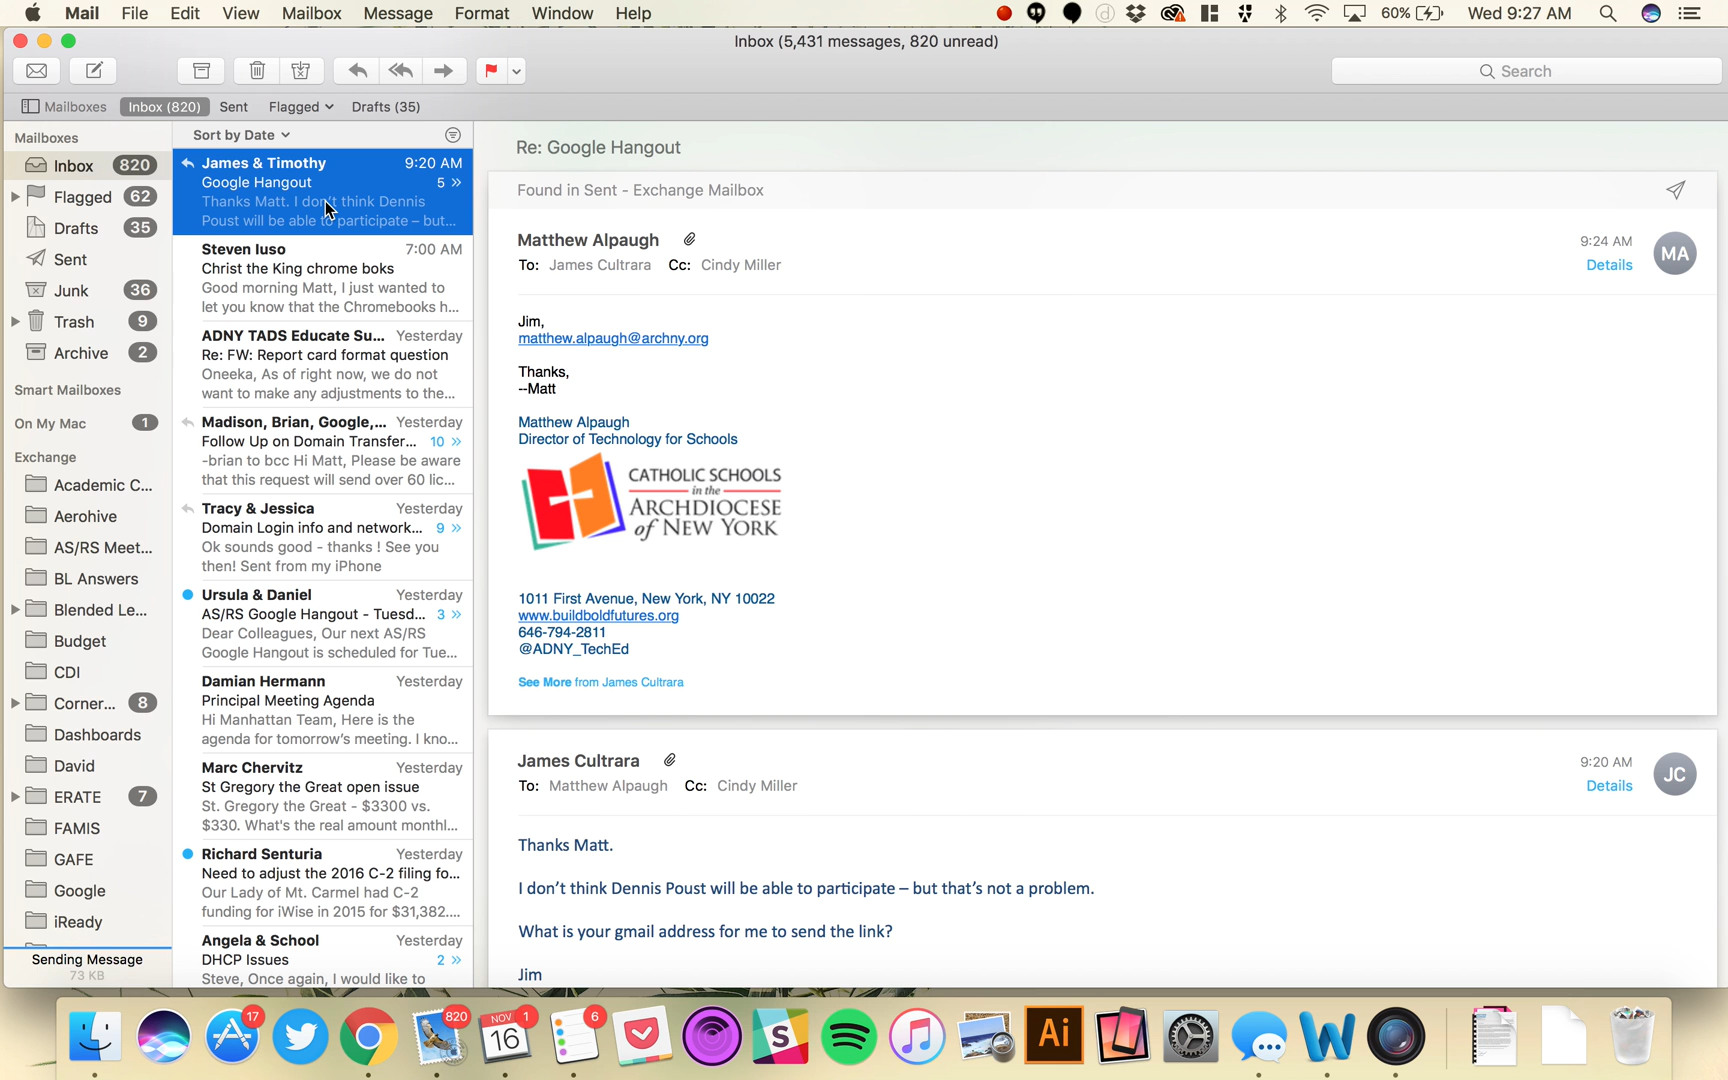 Mail File Edit View Mailbox Message Format Window Help 60% Wed 9:27 AM
Inbox (5,431 messages, 820 unread)
Search
Mailboxes Inbox (820) Sent Flagged Drafts (35)
Mailboxes
Inbox 820
Flagged 62
Drafts 35
Sent
Junk 36
Trash 9
Archive 2
Smart Mailboxes
On My Mac 1
Exchange
Academic C...
Aerohive
AS/RS Meet...
BL Answers
Blended Le...
Budget
CDI
Corner... 8
Dashboards
David
ERATE 7
FAMIS
GAFE
Google
iReady
Sending Message
73 KB
Sort by Date
James & Timothy 9:20 AM
Google Hangout 5 »
Thanks Matt. I don't think Dennis
Poust will be able to participate – but...
Steven Iuso 7:00 AM
Christ the King chrome boks
Good morning Matt, I just wanted to
let you know that the Chromebooks h...
ADNY TADS Educate Su... Yesterday
Re: FW: Report card format question
Oneeka, As of right now, we do not
want to make any adjustments to the...
Madison, Brian, Google,... Yesterday
Follow Up on Domain Transfer... 10 »
-brian to bcc Hi Matt, Please be aware
that this request will send over 60 lic...
Tracy & Jessica Yesterday
Domain Login info and network... 9 »
Ok sounds good - thanks ! See you
then! Sent from my iPhone
Ursula & Daniel Yesterday
AS/RS Google Hangout - Tuesd... 3 »
Dear Colleagues, Our next AS/RS
Google Hangout is scheduled for Tue...
Damian Hermann Yesterday
Principal Meeting Agenda
Hi Manhattan Team, Here is the
agenda for tomorrow's meeting. I kno...
Marc Chervitz Yesterday
St Gregory the Great open issue
St. Gregory the Great - $3300 vs.
$330. What's the real amount monthl...
Richard Senturia Yesterday
Need to adjust the 2016 C-2 filing fo...
Our Lady of Mt. Carmel had C-2
funding for iWise in 2015 for $31,382....
Angela & School Yesterday
DHCP Issues 2 »
Steve, Once again, I would like to
Re: Google Hangout
Found in Sent - Exchange Mailbox
Matthew Alpaugh 9:24 AM
MA
To: James Cultrara Cc: Cindy Miller Details
Jim,
matthew.alpaugh@archny.org
Thanks,
--Matt
Matthew Alpaugh
Director of Technology for Schools
CATHOLIC SCHOOLS
in the
ARCHDIOCESE
of NEW YORK
1011 First Avenue, New York, NY 10022
www.buildboldfutures.org
646-794-2811
@ADNY_TechEd
See More from James Cultrara
James Cultrara 9:20 AM
JC
To: Matthew Alpaugh Cc: Cindy Miller Details
Thanks Matt.
I don't think Dennis Poust will be able to participate – but that's not a problem.
What is your gmail address for me to send the link?
Jim
17 820 NOV 1 16 6 Ai W